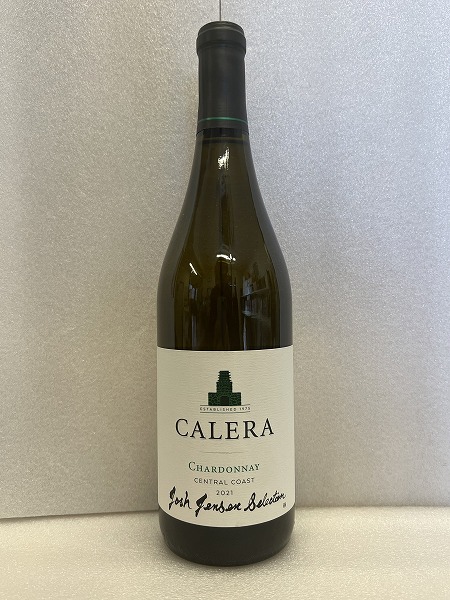 ESTABLISHED 1975
CALERA
CHARDONNAY
CENTRAL COAST
2021
Josh Jensen Selection